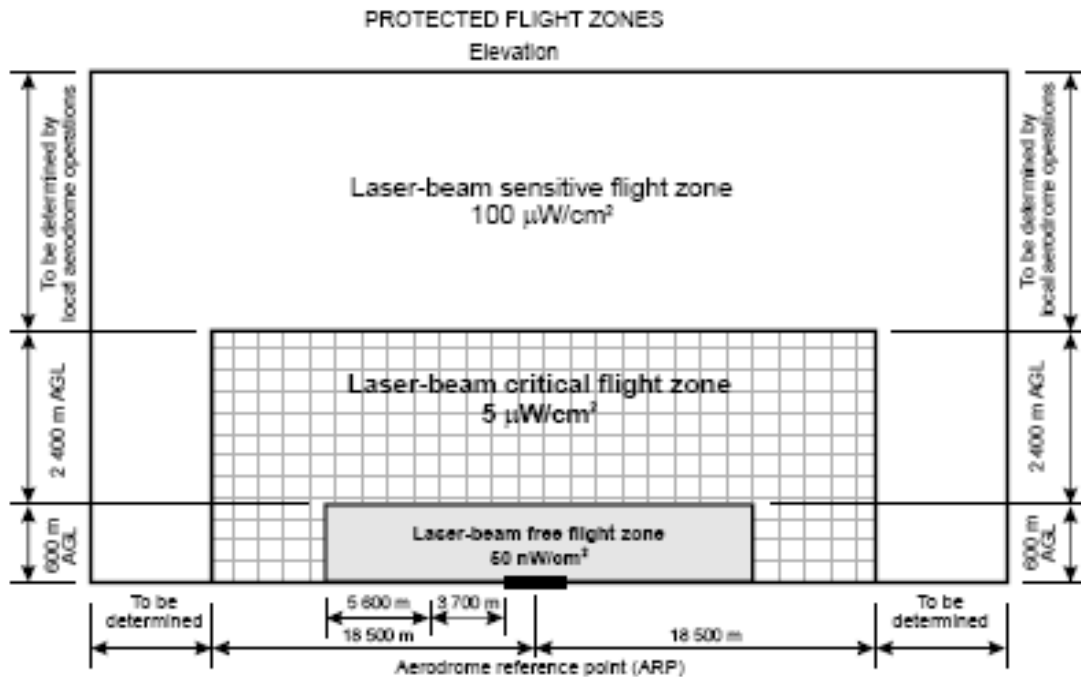 PROTECTED FLIGHT ZONES
Elevation
To be determined by
local aerodrome operations
Laser-beam sensitive flight zone
100 μW/cm²
To be determined by
local aerodrome operations
2 400 m AGL
Laser-beam critical flight zone
5 μW/cm²
2 400 m AGL
600 m
AGL
Laser-beam free flight zone
50 nW/cm²
600 m
AGL
To be
determined
5 600 m
3 700 m
18 500 m
18 500 m
To be
determined
Aerodrome reference point (ARP)